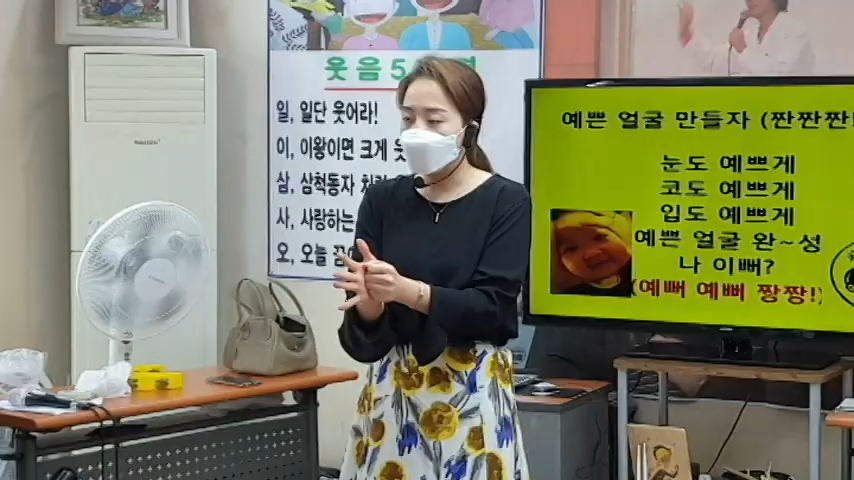 웃음 5
일, 일단 웃어라!
이, 이왕이면 크게
삼, 삼척동자
사, 사랑하는
오, 오늘
예쁜 얼굴 만들자 (짠짠짠!
눈도 예쁘게
코도 예쁘게
입도 예쁘게
예쁜 얼굴 완~성
나 이뻐?
(예뻐 예뻐 짱짱!)